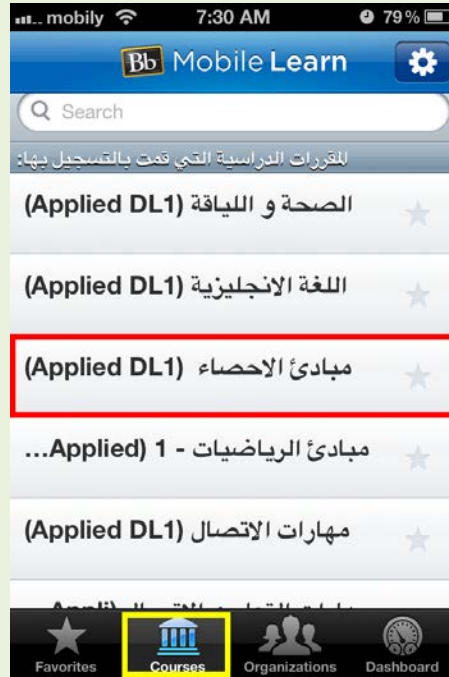 mobily 7:30 AM 79%
Bb Mobile Learn
Search
المقررات الدراسية التي قمت بالتسجيل بها:
الصحة و اللياقة (Applied DL1)
اللغة الانجليزية (Applied DL1)
مبادئ الاحصاء (Applied DL1)
مبادئ الرياضيات - 1 (Applied...
مهارات الاتصال (Applied DL1)
Favorites Courses Organizations Dashboard